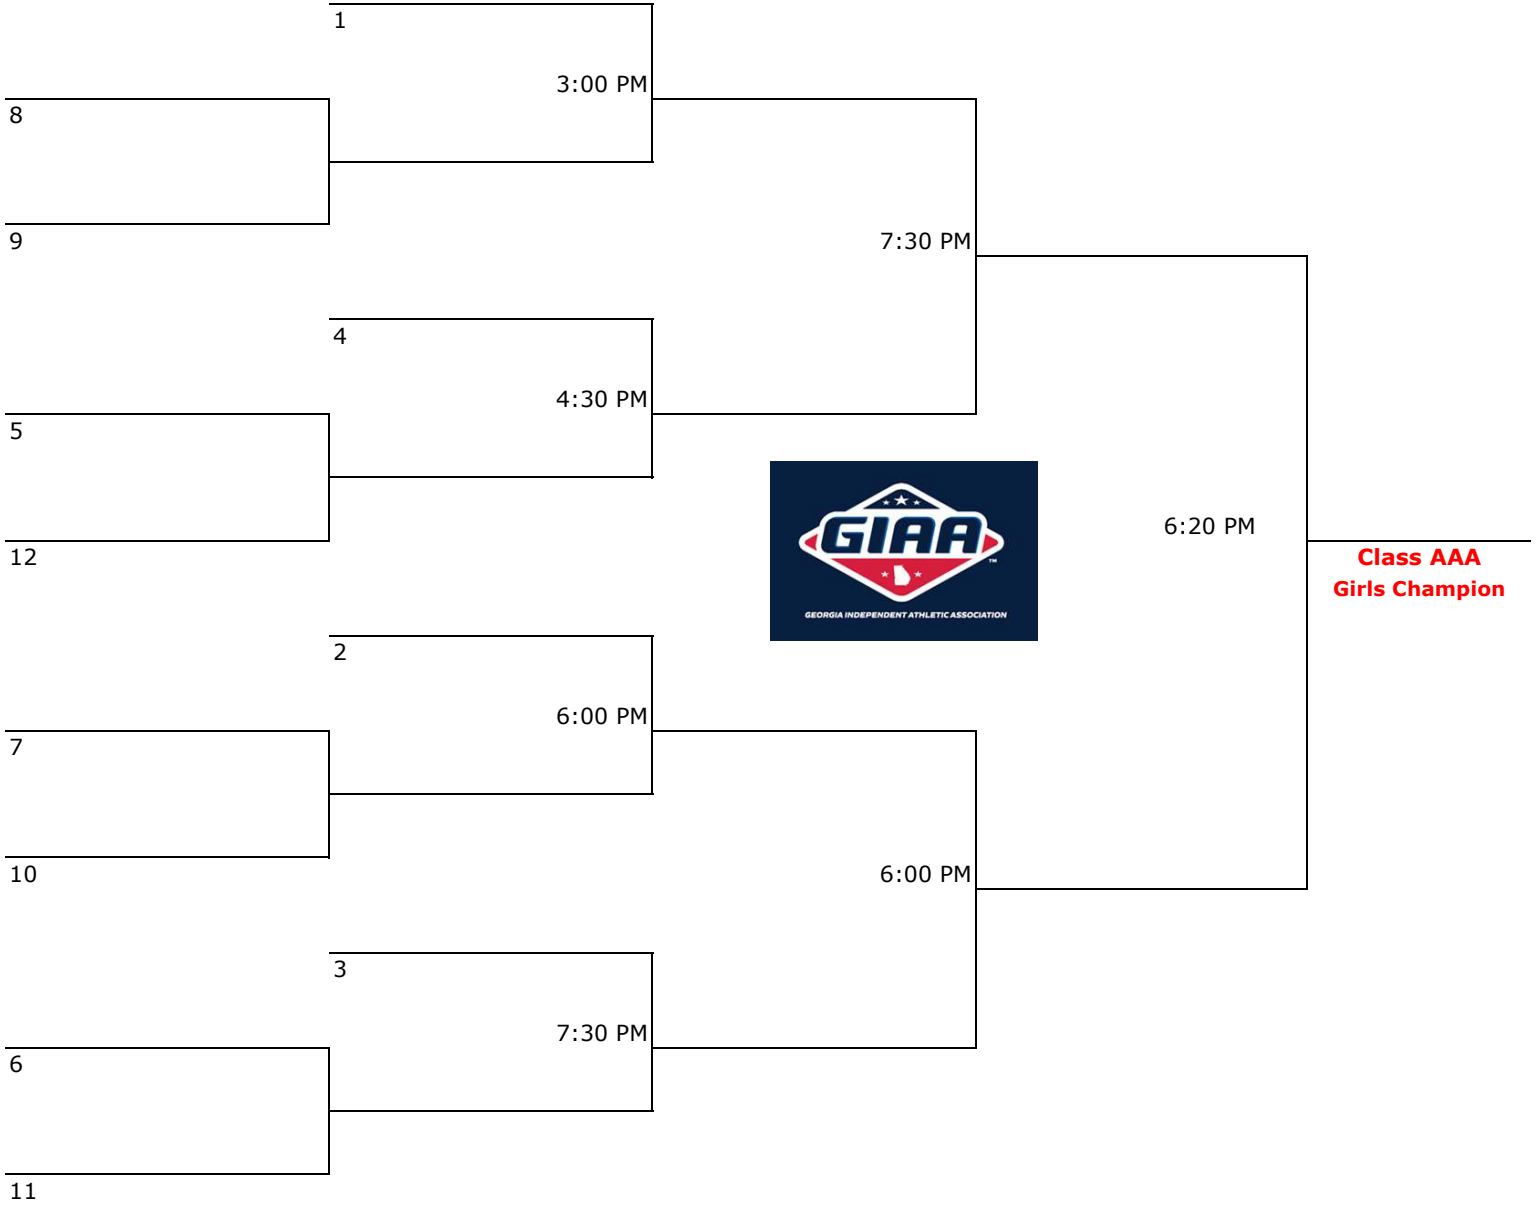 1
3:00 PM
8
9
7:30 PM
4
4:30 PM
5
12
GIAA
TM
GEORGIA INDEPENDENT ATHLETIC ASSOCIATION
6:20 PM
Class AAA
Girls Champion
2
6:00 PM
7
10
6:00 PM
3
7:30 PM
6
11